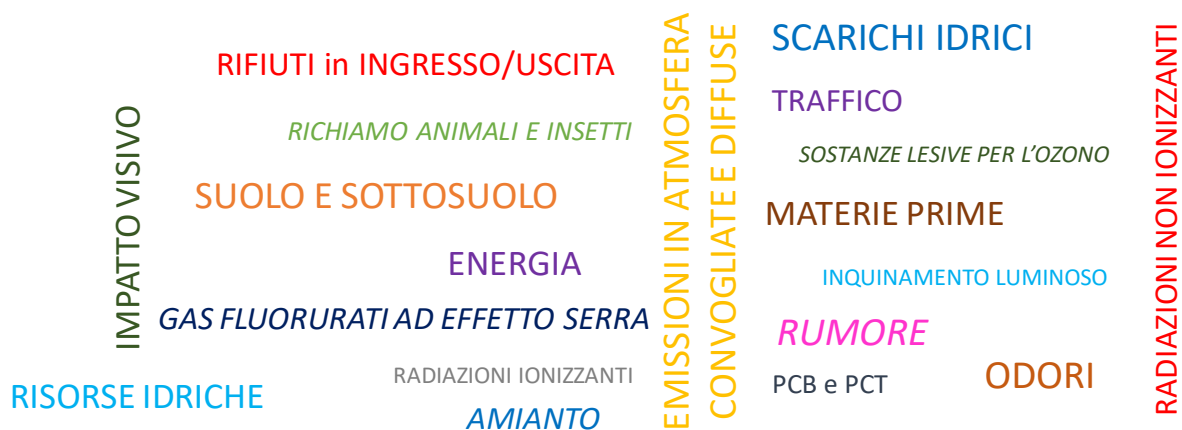 RIFIUTI in INGRESSO/USCITA
RICHIAMO ANIMALI E INSETTI
IMPATTO VISIVO
SUOLO E SOTTOSUOLO
ENERGIA
GAS FLUORURATI AD EFFETTO SERRA
RADIAZIONI IONIZZANTI
RISORSE IDRICHE
AMIANTO
EMISSIONI IN ATMOSFERA
CONVOGLIATE E DIFFUSE
SCARICHI IDRICI
TRAFFICO
SOSTANZE LESIVE PER L'OZONO
MATERIE PRIME
INQUINAMENTO LUMINOSO
RUMORE
PCB e PCT
ODORI
RADIAZIONI NON IONIZZANTI